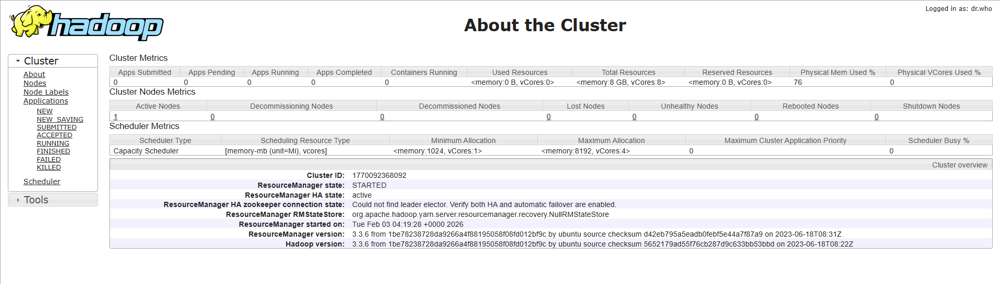 Logged in as: dr.who
hadoop
About the Cluster
Cluster
About
Nodes
Node Labels
Applications
NEW
NEW_SAVING
SUBMITTED
ACCEPTED
RUNNING
FINISHED
FAILED
KILLED
Scheduler
Tools
Cluster Metrics
Apps Submitted Apps Pending Apps Running Apps Completed Containers Running Used Resources Total Resources Reserved Resources Physical Mem Used % Physical VCores Used %
0 0 0 0 0 <memory:0 B, vCores:0> <memory:8 GB, vCores:8> <memory:0 B, vCores:0> 76 0
Cluster Nodes Metrics
Active Nodes Decommissioning Nodes Decommissioned Nodes Lost Nodes Unhealthy Nodes Rebooted Nodes Shutdown Nodes
1 0 0 0 0 0 0
Scheduler Metrics
Scheduler Type Scheduling Resource Type Minimum Allocation Maximum Allocation Maximum Cluster Application Priority Scheduler Busy %
Capacity Scheduler [memory-mb (unit=Mi), vcores] <memory:1024, vCores:1> <memory:8192, vCores:4> 0 0
Cluster overview
Cluster ID: 1770092368092
ResourceManager state: STARTED
ResourceManager HA state: active
ResourceManager HA zookeeper connection state: Could not find leader elector. Verify both HA and automatic failover are enabled.
ResourceManager RMStateStore: org.apache.hadoop.yarn.server.resourcemanager.recovery.NullRMStateStore
ResourceManager started on: Tue Feb 03 04:19:28 +0000 2026
ResourceManager version: 3.3.6 from 1be78238728da9266a4f88195058f08fd012bf9c by ubuntu source checksum d42eb795a5eadb0febf5e44a7f87a9 on 2023-06-18T08:31Z
Hadoop version: 3.3.6 from 1be78238728da9266a4f88195058f08fd012bf9c by ubuntu source checksum 5652179ad55f76cb287d9c633bb53bbd on 2023-06-18T08:22Z